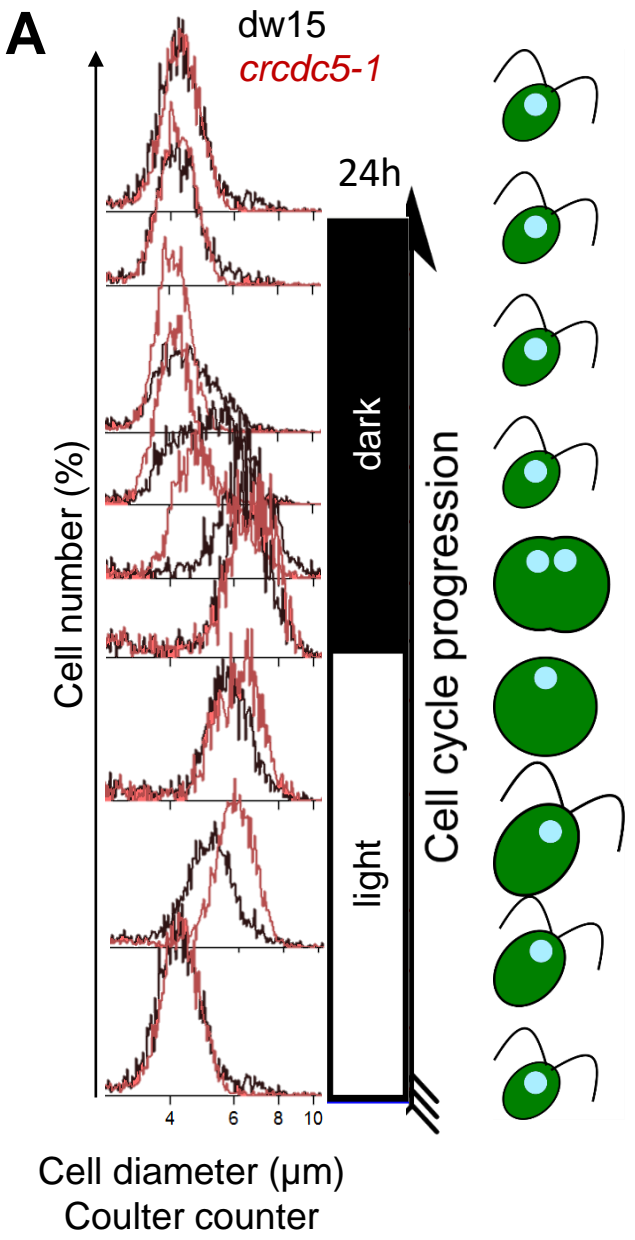 A
dw15
crcdc5-1
24h
dark
light
Cell number (%)
Cell cycle progression
4 6 8 10
Cell diameter (µm)
Coulter counter